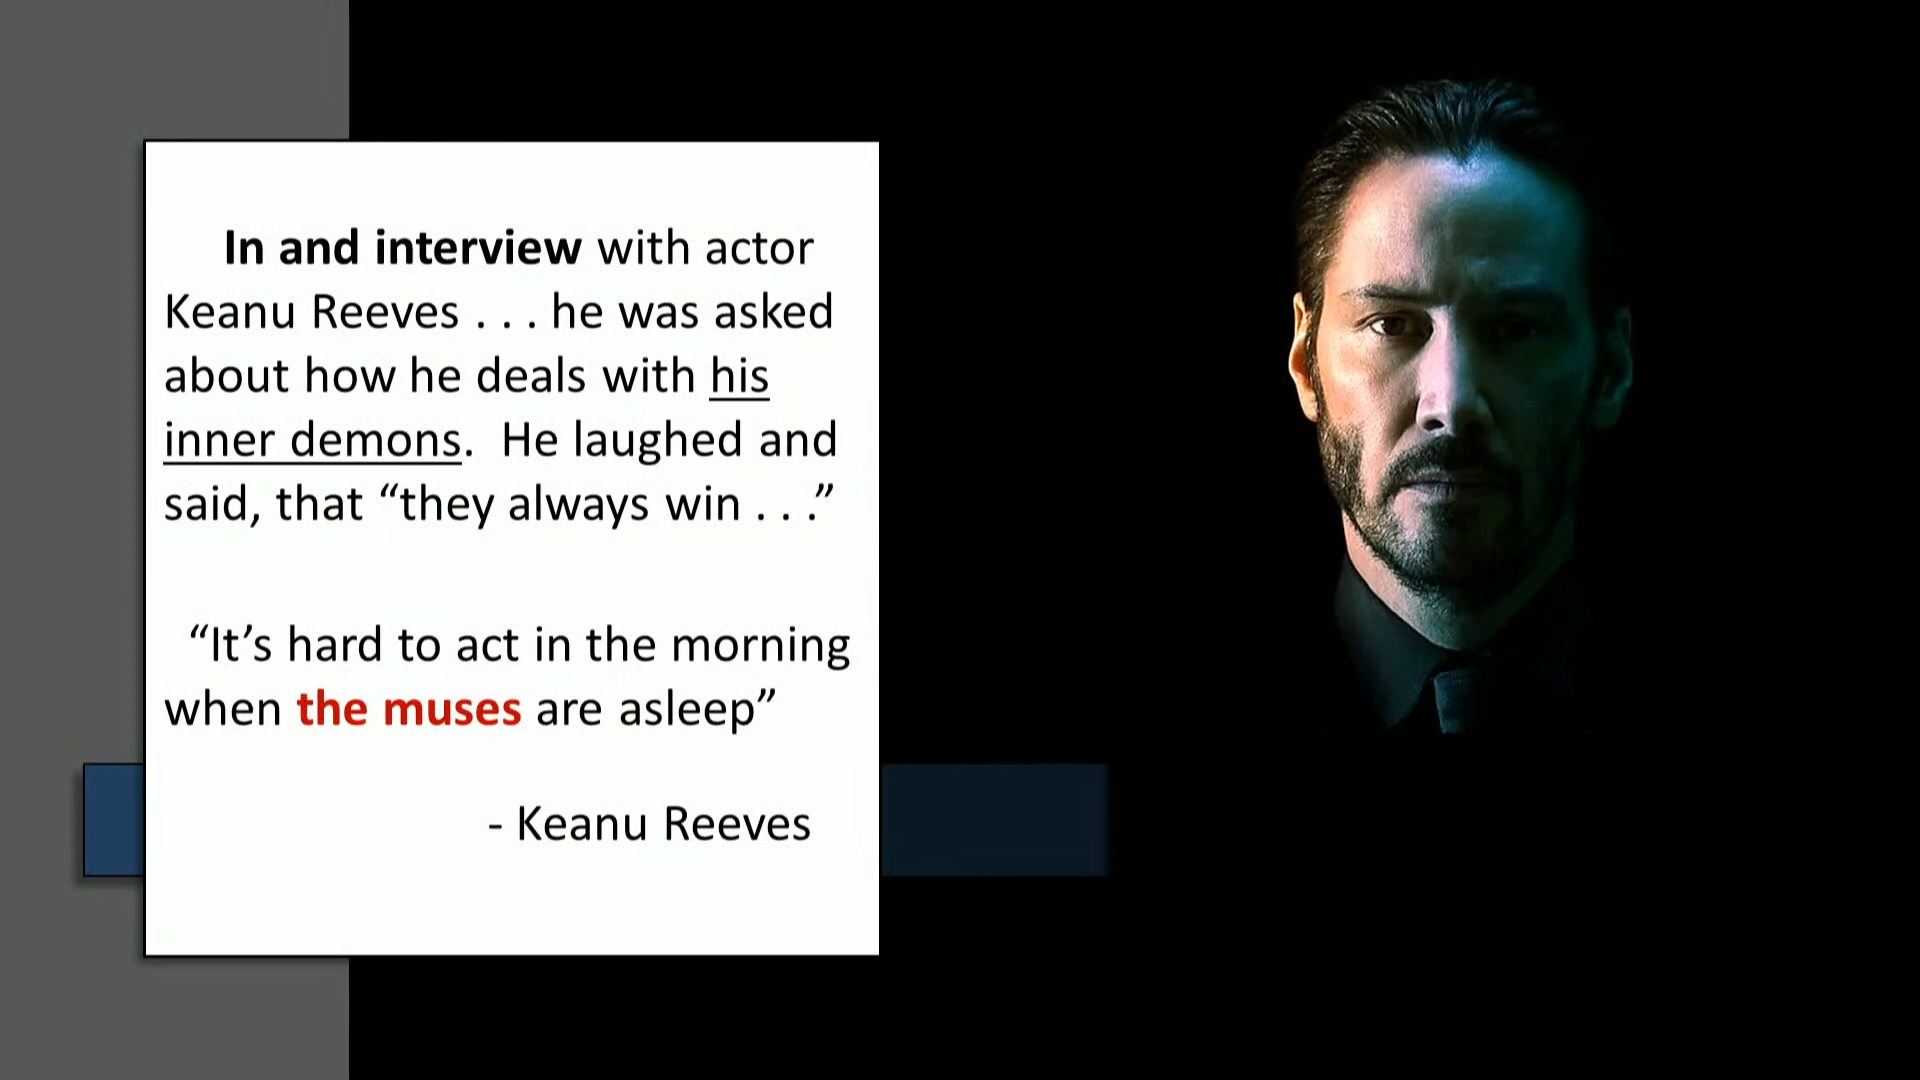 In and interview with actor
Keanu Reeves . . . he was asked
about how he deals with his
inner demons.  He laughed and
said, that “they always win . . .”
“It’s hard to act in the morning
when the muses are asleep”
- Keanu Reeves